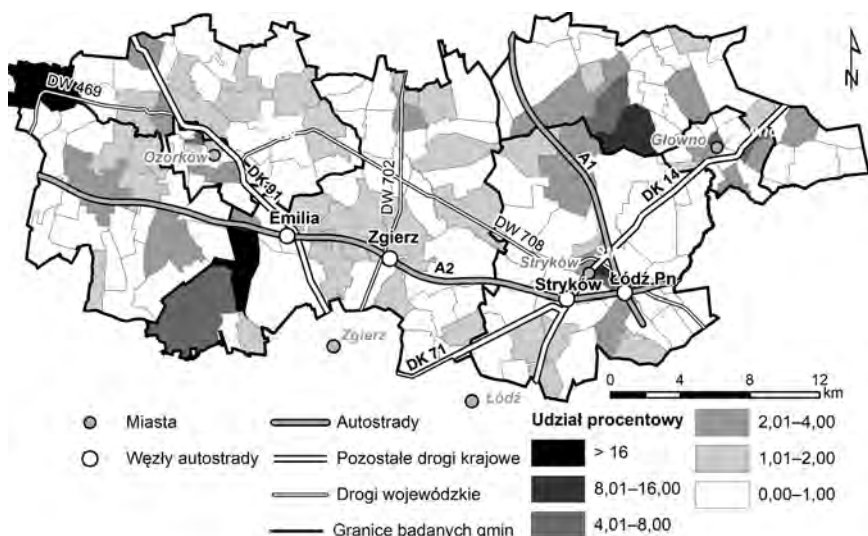 N
DW 469
A1
Głowno
Ozorków
DK 91
DW 702
DK 14
Emilia
Zgierz
DW 708
Stryków
A2
Stryków
Łódź Pn
Zgierz
DK 71
0 4 8 12
km
Łódź
Miasta
Węzły autostrady
Autostrady
Pozostałe drogi krajowe
Drogi wojewódzkie
Granice badanych gmin
Udział procentowy
> 16
8,01–16,00
4,01–8,00
2,01–4,00
1,01–2,00
0,00–1,00